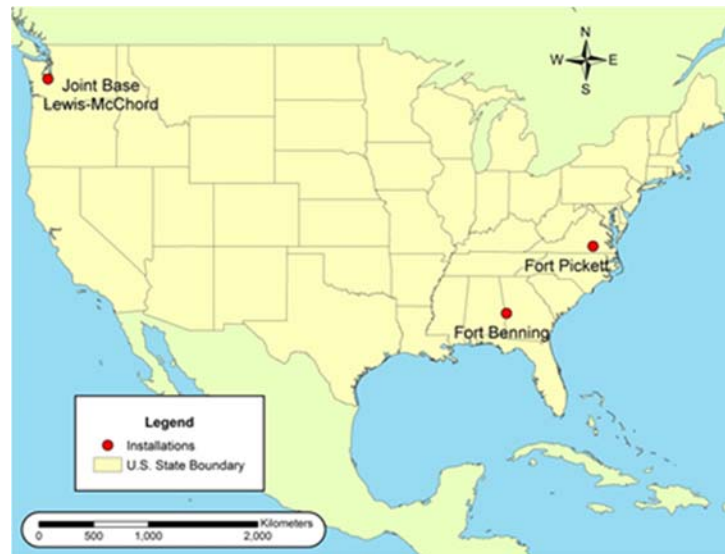 N
W E
S
Joint Base
Lewis-McChord
Fort Pickett
Fort Benning
Legend
Installations
U.S. State Boundary
Kilometers
0 500 1,000 2,000